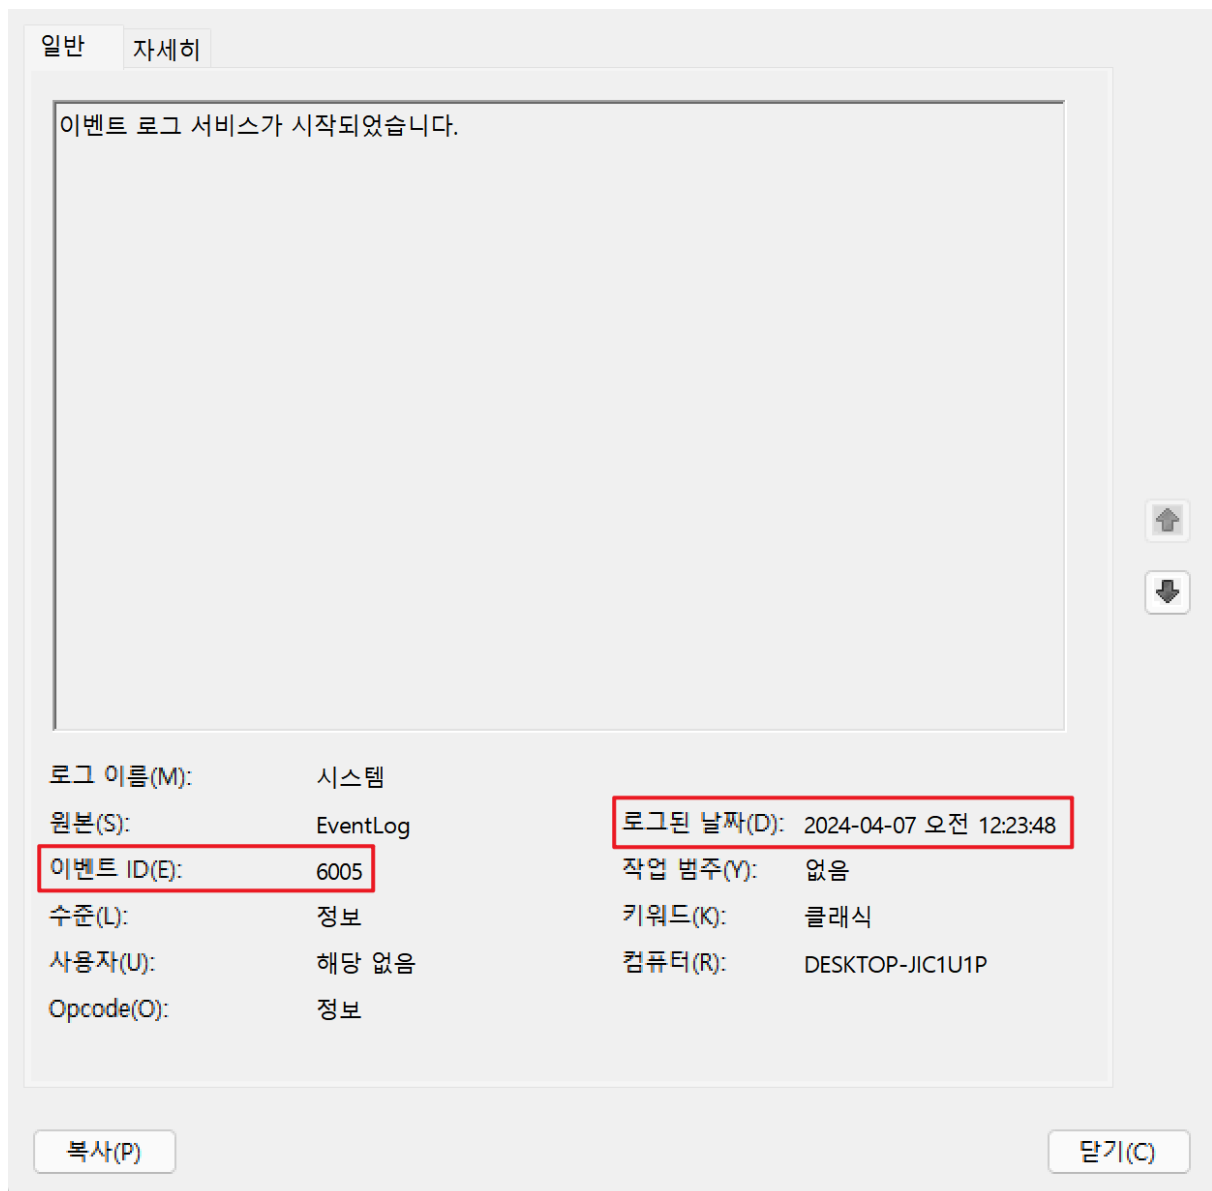 일반
자세히
이벤트 로그 서비스가 시작되었습니다.
로그 이름(M): 시스템
원본(S): EventLog 로그된 날짜(D): 2024-04-07 오전 12:23:48
이벤트 ID(E): 6005 작업 범주(Y): 없음
수준(L): 정보 키워드(K): 클래식
사용자(U): 해당 없음 컴퓨터(R): DESKTOP-JIC1U1P
Opcode(O): 정보
복사(P) 닫기(C)